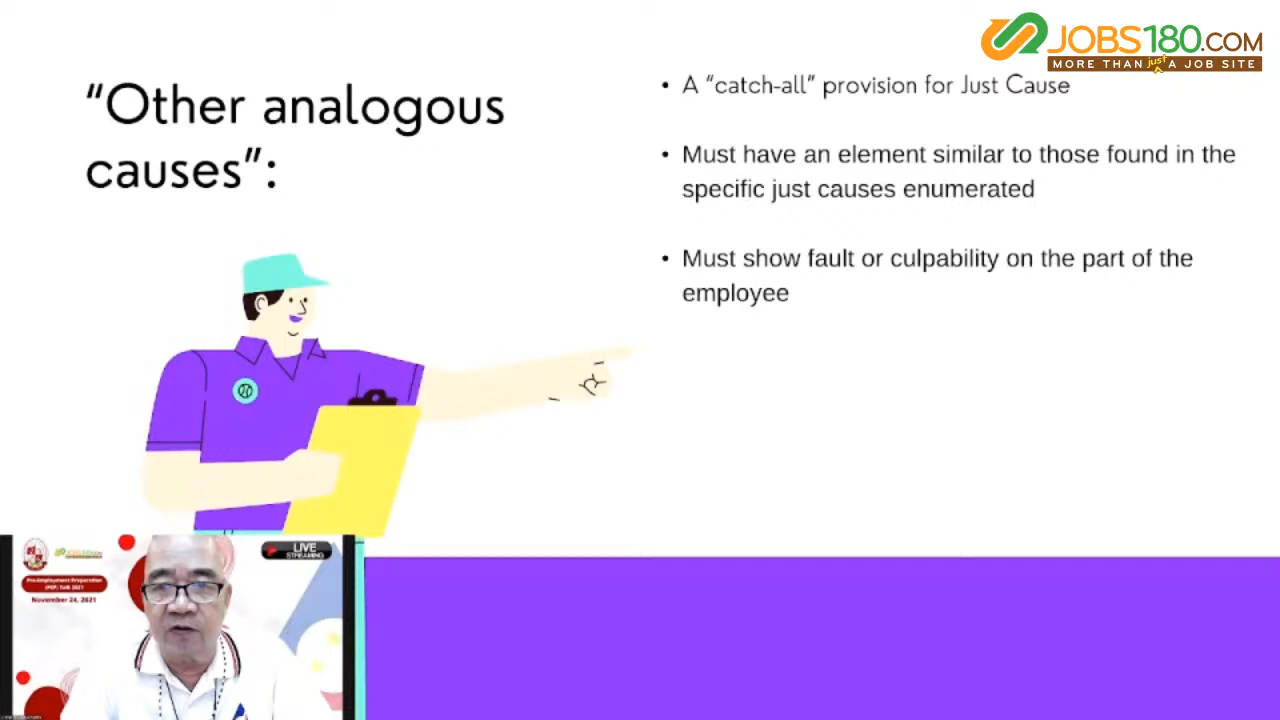 JOBS180.COM
MORE THAN just A JOB SITE
“Other analogous
causes”:
• A “catch-all” provision for Just Cause
• Must have an element similar to those found in the
specific just causes enumerated
• Must show fault or culpability on the part of the
employee
JOBS180.COM
LIVE
STREAMING
Pre-Employment Preparation
(PEP) Talk 2021
November 24, 2021